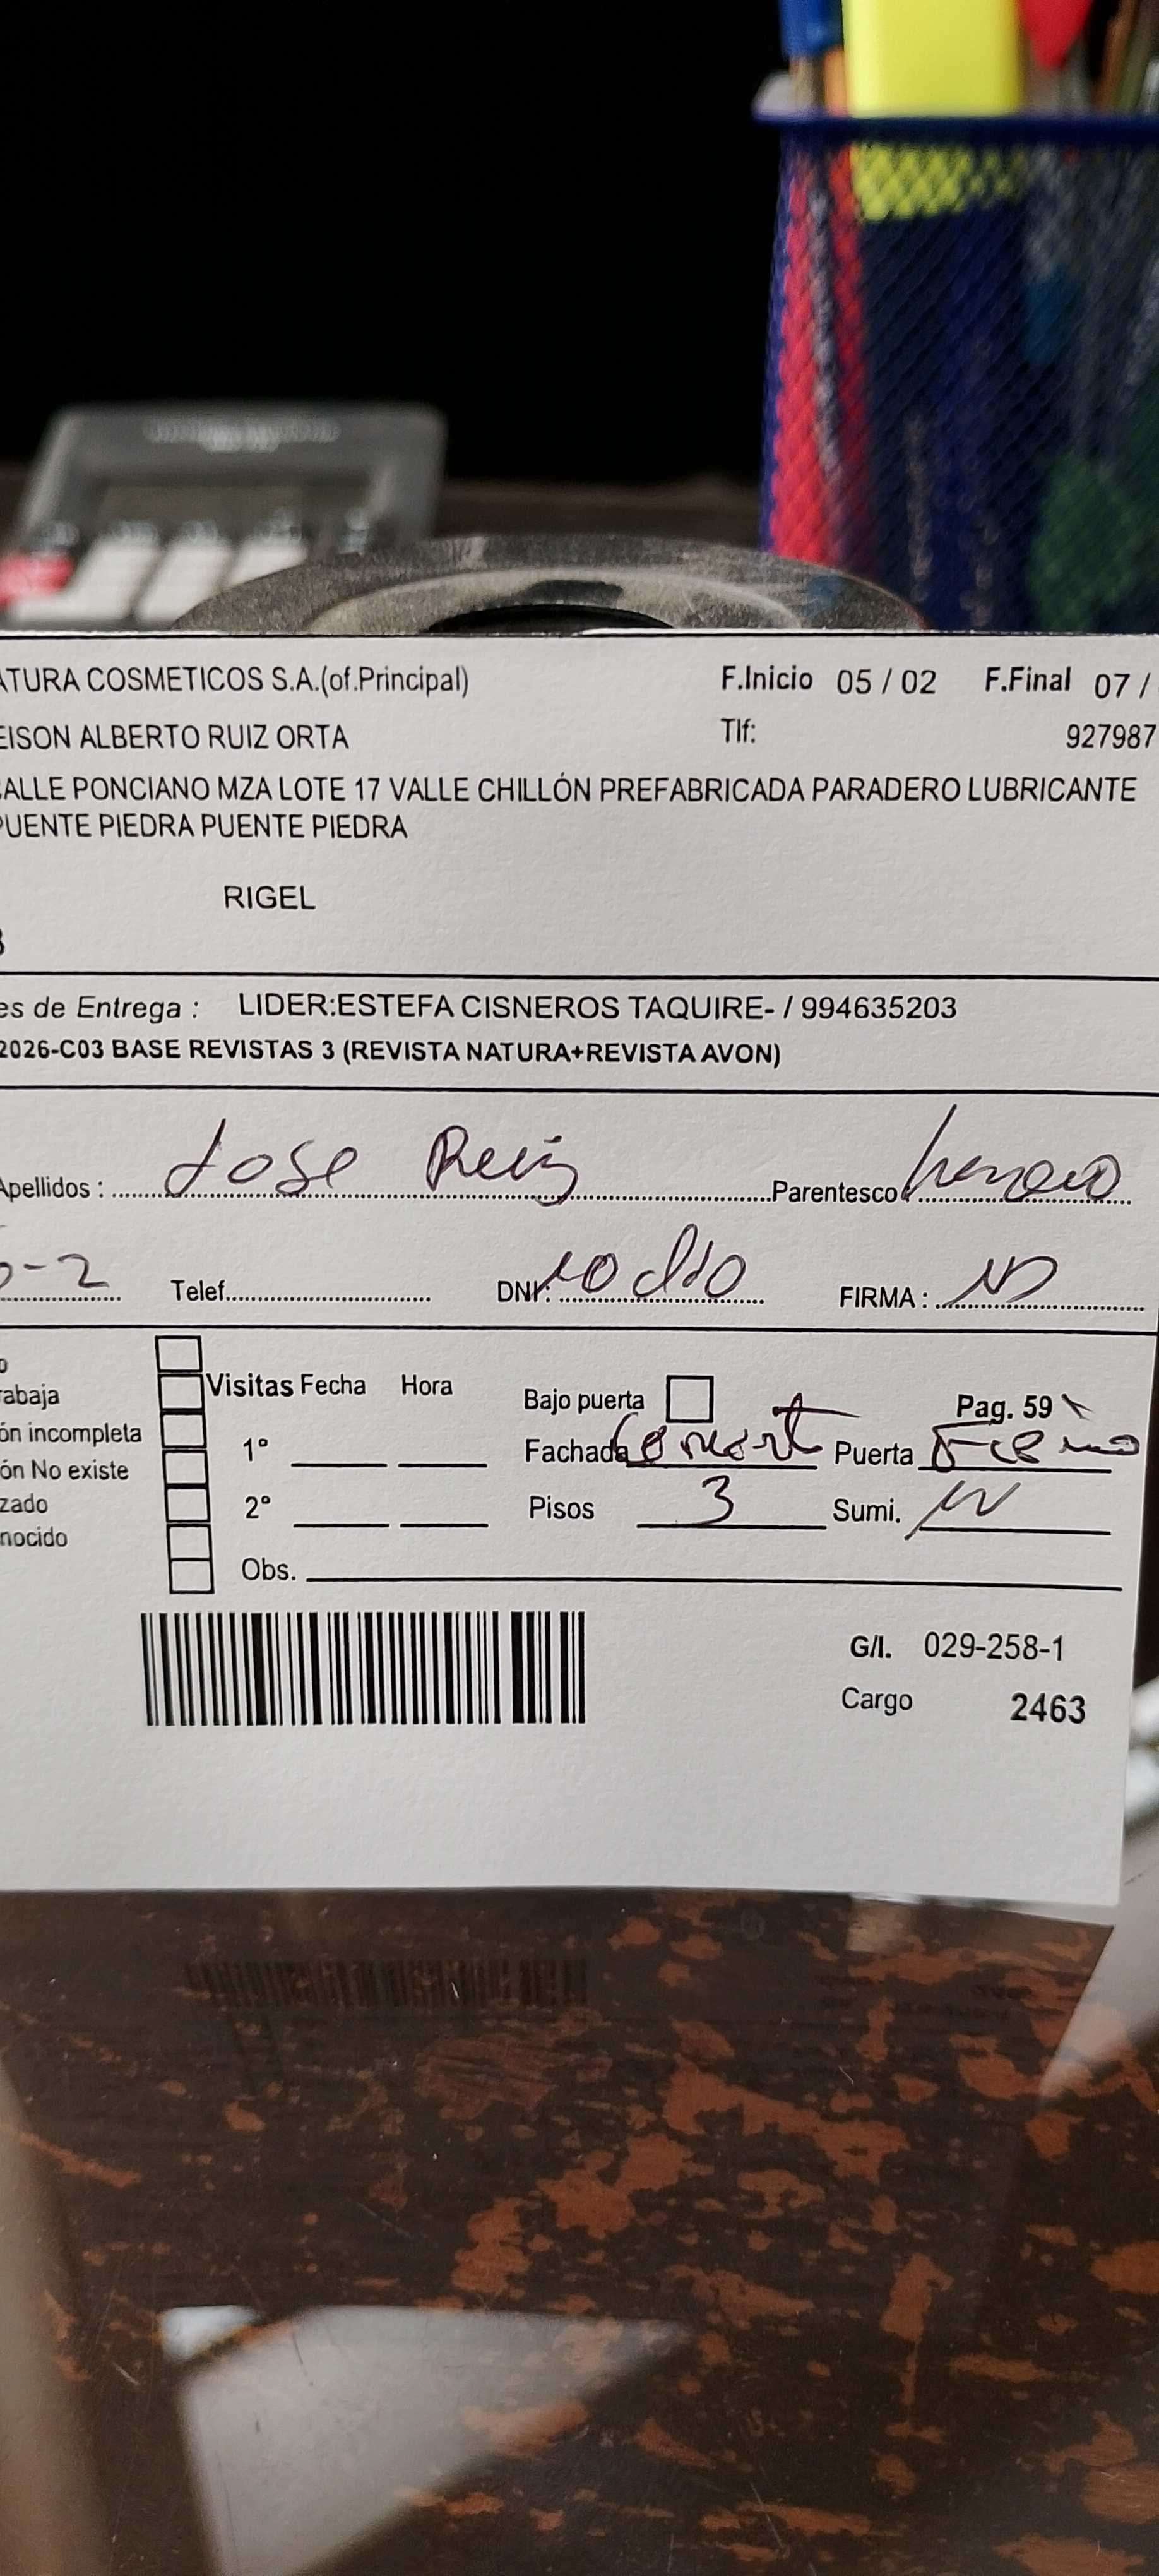 ATURA COSMETICOS S.A.(of.Principal) F.Inicio 05 / 02 F.Final 07 /
EISON ALBERTO RUIZ ORTA Tlf: 927987
CALLE PONCIANO MZA LOTE 17 VALLE CHILLÓN PREFABRICADA PARADERO LUBRICANTE
PUENTE PIEDRA PUENTE PIEDRA
RIGEL
es de Entrega : LIDER:ESTEFA CISNEROS TAQUIRE- / 994635203
2026-C03 BASE REVISTAS 3 (REVISTA NATURA+REVISTA AVON)
Apellidos : Jose Ruiz Parentesco
-2 Telef. DNI: no dio FIRMA :
Visitas Fecha Hora Bajo puerta Pag. 59
rabaja
ón incompleta 1° Fachada Puerta
ón No existe
zado 2° Pisos 3 Sumi.
nocido
Obs.
G/I. 029-258-1
Cargo 2463